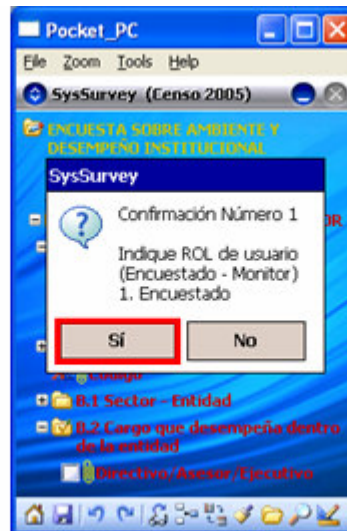 Pocket_PC
File Zoom Tools Help
SysSurvey (Censo 2005)
ENCUESTA SOBRE AMBIENTE Y
DESEMPEÑO INSTITUCIONAL
SysSurvey
Confirmación Número 1
Indique ROL de usuario
(Encuestado - Monitor)
1. Encuestado
Sí No
B.1 Sector - Entidad
B.2 Cargo que desempeña dentro
de la entidad
Directivo/Asesor/Ejecutivo